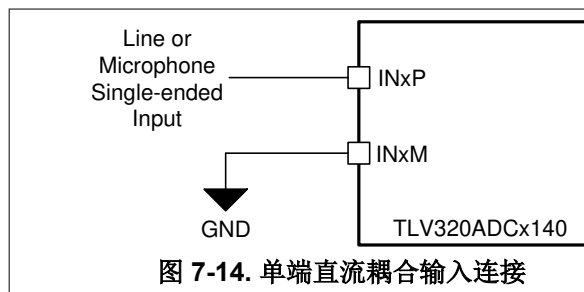 Line or
Microphone
Single-ended
Input
INxP
INxM
GND
TLV320ADCx140
图 7-14. 单端直流耦合输入连接